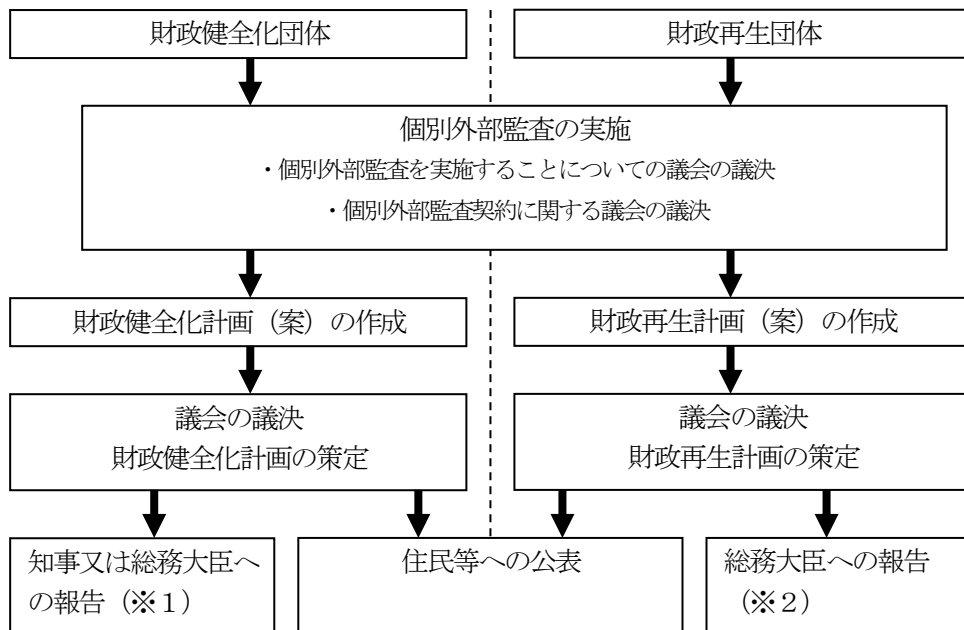 財政健全化団体
財政再生団体
個別外部監査の実施
・個別外部監査を実施することについての議会の議決
・個別外部監査契約に関する議会の議決
財政健全化計画（案）の作成
財政再生計画（案）の作成
議会の議決
財政健全化計画の策定
議会の議決
財政再生計画の策定
知事又は総務大臣へ
の報告（※１）
住民等への公表
総務大臣への報告
（※２）